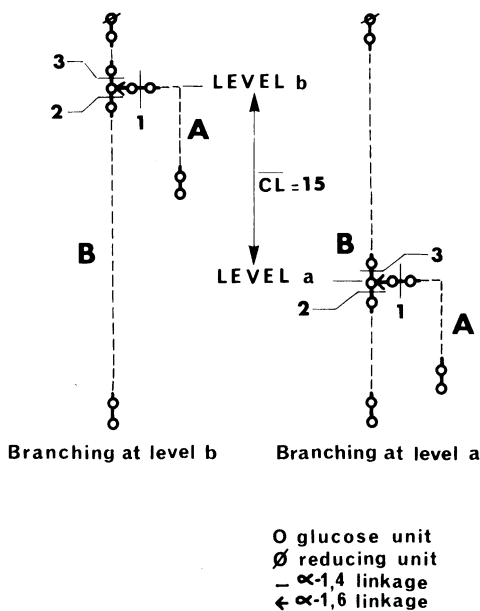 3
LEVEL b
2
1
A
CL=15
B
B
3
LEVEL a
2
1
A
Branching at level b
Branching at level a
O glucose unit
Ø reducing unit
– ∝-1,4 linkage
← ∝-1,6 linkage